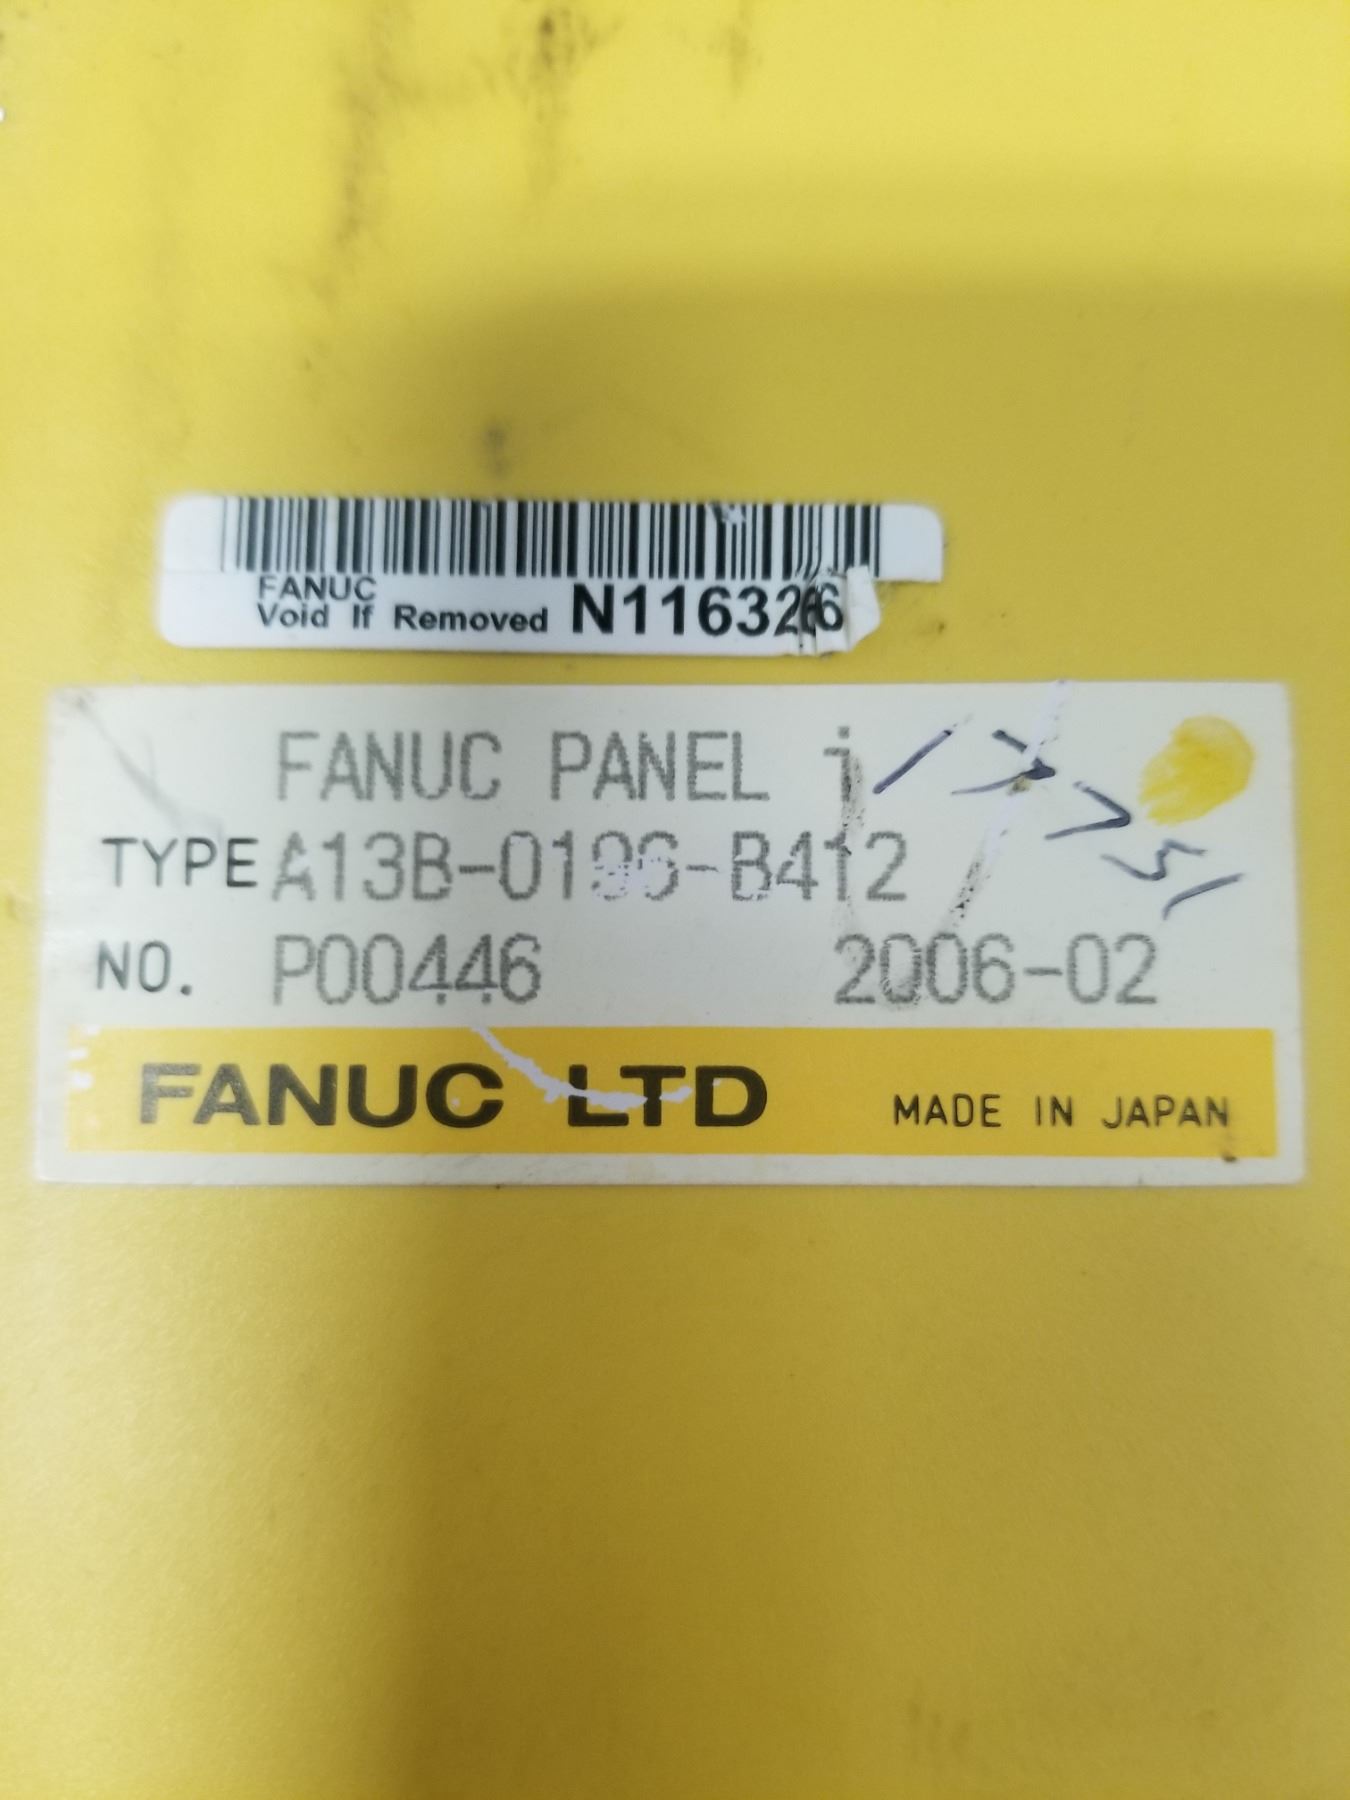 FANUC
Void If Removed N116326
FANUC PANEL i
TYPE A13B-0196-B412
NO. P00446 2006-02
FANUC LTD MADE IN JAPAN